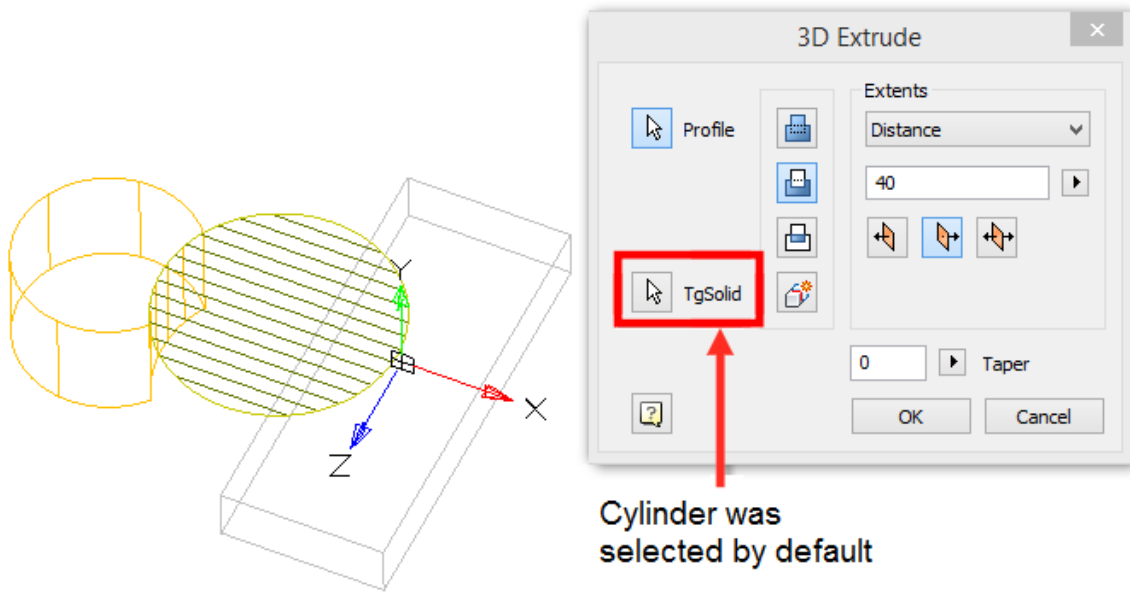 3D Extrude
Extents
Profile
Distance
40
TgSolid
0
Taper
?
OK
Cancel
Y
X
Z
Cylinder was
selected by default